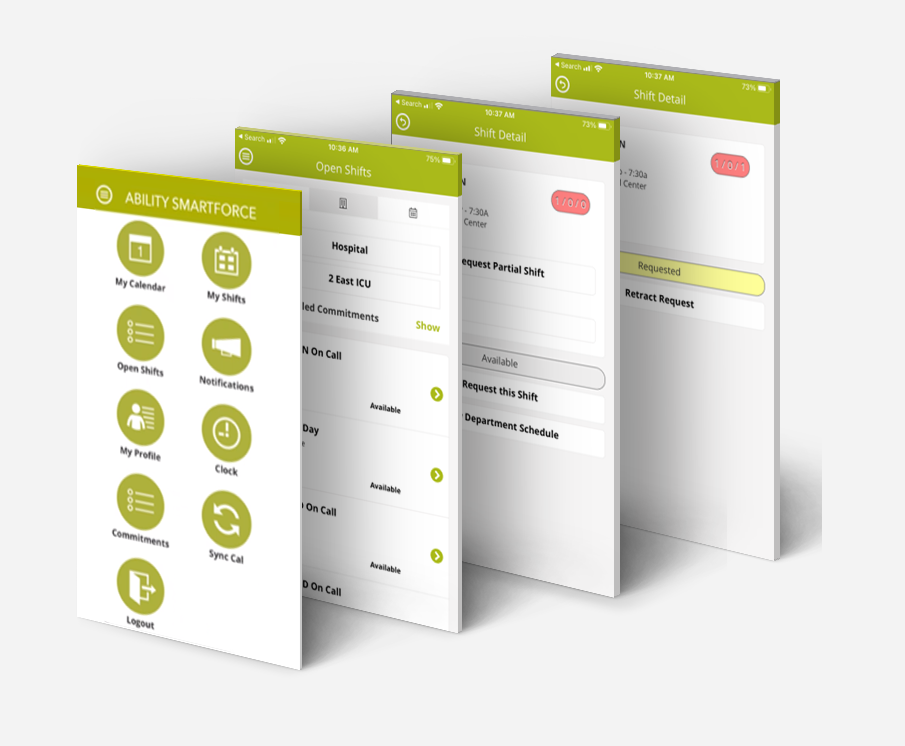 ABILITY SMARTFORCE
1
My Calendar
My Shifts
Open Shifts
Notifications
My Profile
Clock
Commitments
Sync Cal
Logout
Search
10:36 AM
75%
Open Shifts
Hospital
2 East ICU
led Commitments
Show
N On Call
Available
Day
e
Available
On Call
Available
D On Call
Search
10:37 AM
73%
Shift Detail
N
1/0/0
- 7:30A
Center
equest Partial Shift
Available
Request this Shift
Department Schedule
Search
10:37 AM
73%
Shift Detail
N
1/0/1
- 7:30a
Center
Requested
Retract Request